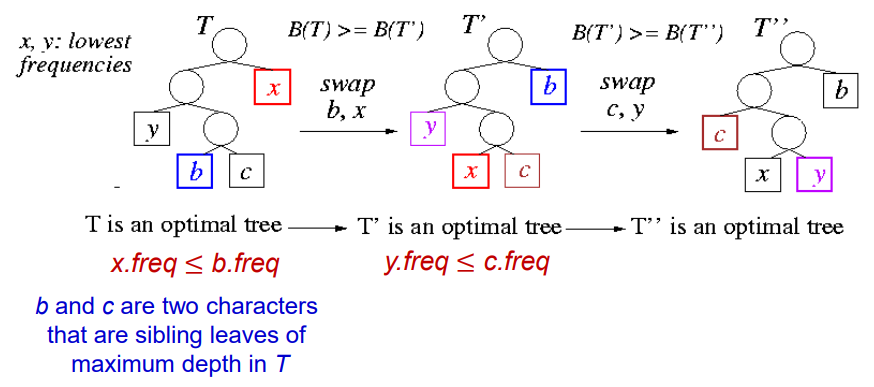 x, y: lowest
frequencies
T
B(T) >= B(T')
T'
B(T') >= B(T'')
T''
x
y
b
c
swap
b, x
b
y
x
c
swap
c, y
b
c
x
y
-
T is an optimal tree
T' is an optimal tree
T'' is an optimal tree
x.freq ≤ b.freq
y.freq ≤ c.freq
b and c are two characters
that are sibling leaves of
maximum depth in T